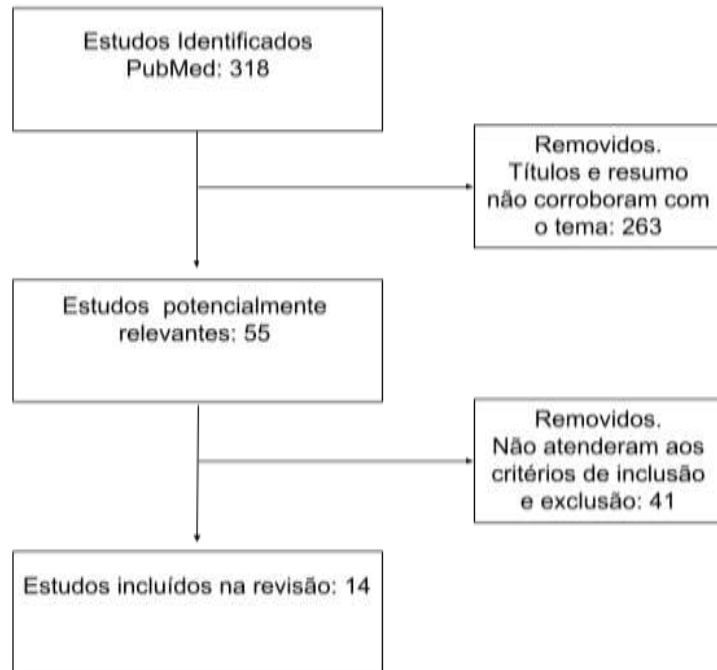 Estudos Identificados
PubMed: 318
Removidos.
Títulos e resumo
não corroboram com
o tema: 263
Estudos potencialmente
relevantes: 55
Removidos.
Não atenderam aos
critérios de inclusão
e exclusão: 41
Estudos incluídos na revisão: 14